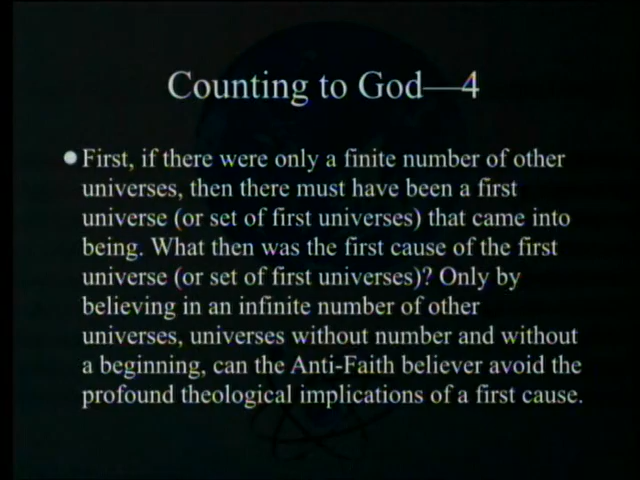 Counting to God—4
● First, if there were only a finite number of other
universes, then there must have been a first
universe (or set of first universes) that came into
being. What then was the first cause of the first
universe (or set of first universes)? Only by
believing in an infinite number of other
universes, universes without number and without
a beginning, can the Anti-Faith believer avoid the
profound theological implications of a first cause.